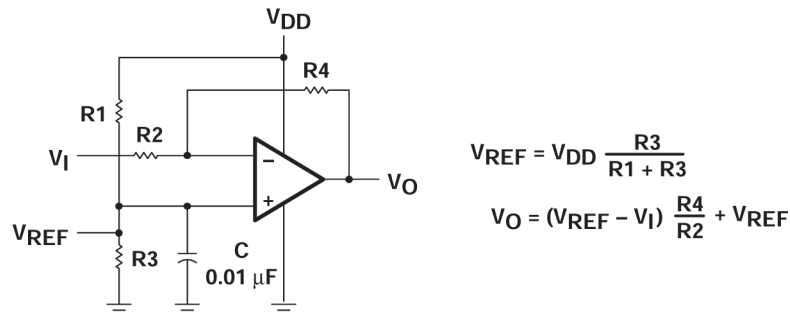 VDD
R4
R1
R2
VI
−
+
VO
VREF
R3
C
0.01 μF
VREF = VDD R3 / R1 + R3
VO = (VREF − VI) R4 / R2 + VREF